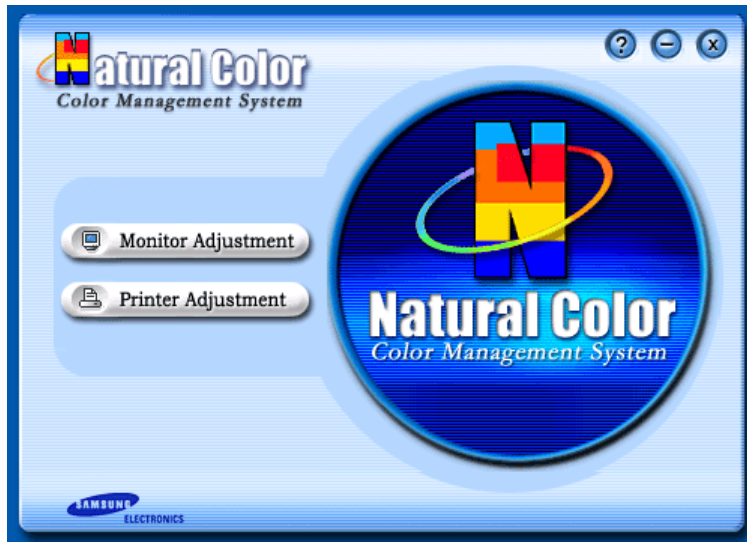 Natural Color
Color Management System
?
−
x
Monitor Adjustment
Printer Adjustment
Natural Color
Color Management System
SAMSUNG
ELECTRONICS